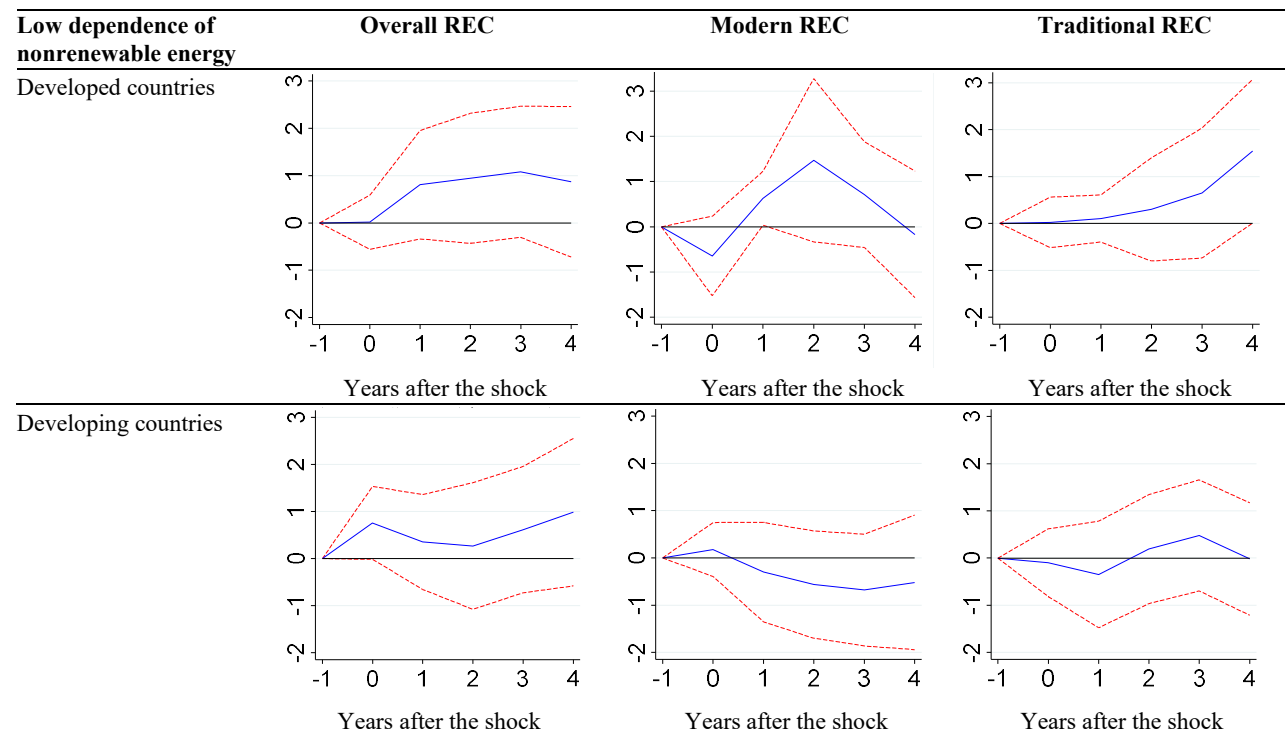 Low dependence of nonrenewable energy
Overall REC
Modern REC
Traditional REC
Developed countries
3
2
1
0
-1
-2
-1 0 1 2 3 4
Years after the shock
3
2
1
0
-1
-2
-1 0 1 2 3 4
Years after the shock
3
2
1
0
-1
-2
-1 0 1 2 3 4
Years after the shock
Developing countries
3
2
1
0
-1
-2
-1 0 1 2 3 4
Years after the shock
3
2
1
0
-1
-2
-1 0 1 2 3 4
Years after the shock
3
2
1
0
-1
-2
-1 0 1 2 3 4
Years after the shock